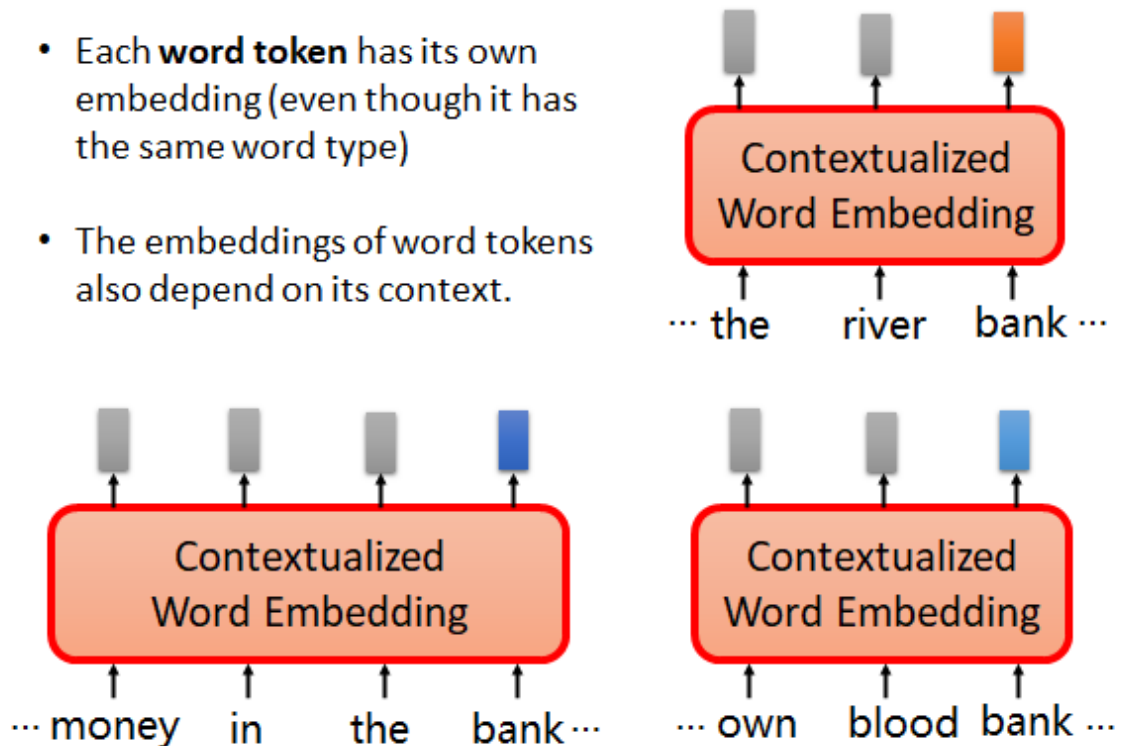 • Each word token has its own
embedding (even though it has
the same word type)
• The embeddings of word tokens
also depend on its context.
Contextualized
Word Embedding
... the river bank ...
Contextualized
Word Embedding
... money in the bank ...
Contextualized
Word Embedding
... own blood bank ...